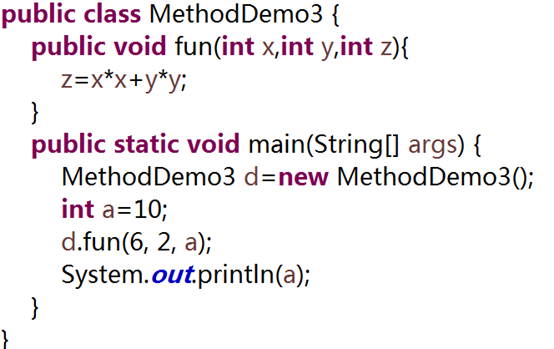 public class MethodDemo3 {
public void fun(int x,int y,int z){
z=x*x+y*y;
}
public static void main(String[] args) {
MethodDemo3 d=new MethodDemo3();
int a=10;
d.fun(6, 2, a);
System.out.println(a);
}
}